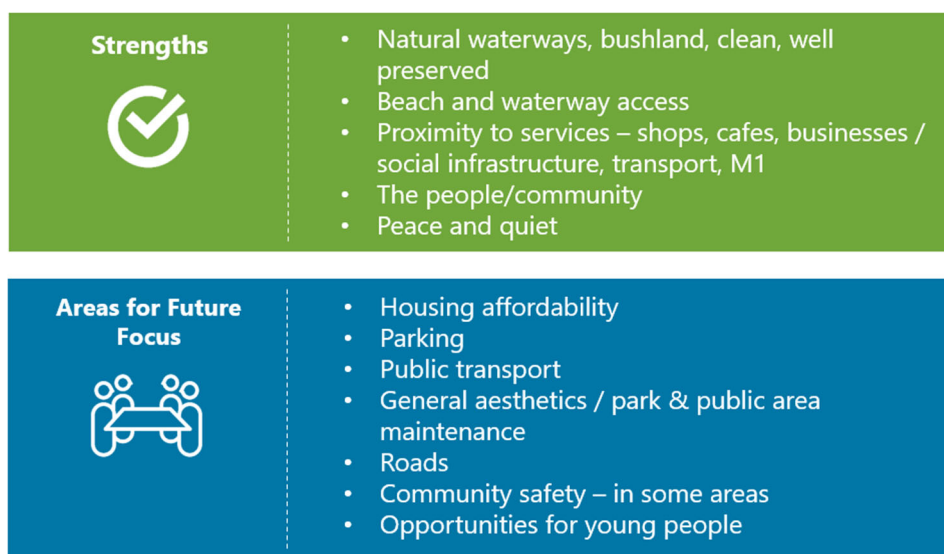 Strengths
• Natural waterways, bushland, clean, well
preserved
• Beach and waterway access
• Proximity to services – shops, cafes, businesses /
social infrastructure, transport, M1
• The people/community
• Peace and quiet
Areas for Future
Focus
• Housing affordability
• Parking
• Public transport
• General aesthetics / park & public area
maintenance
• Roads
• Community safety – in some areas
• Opportunities for young people